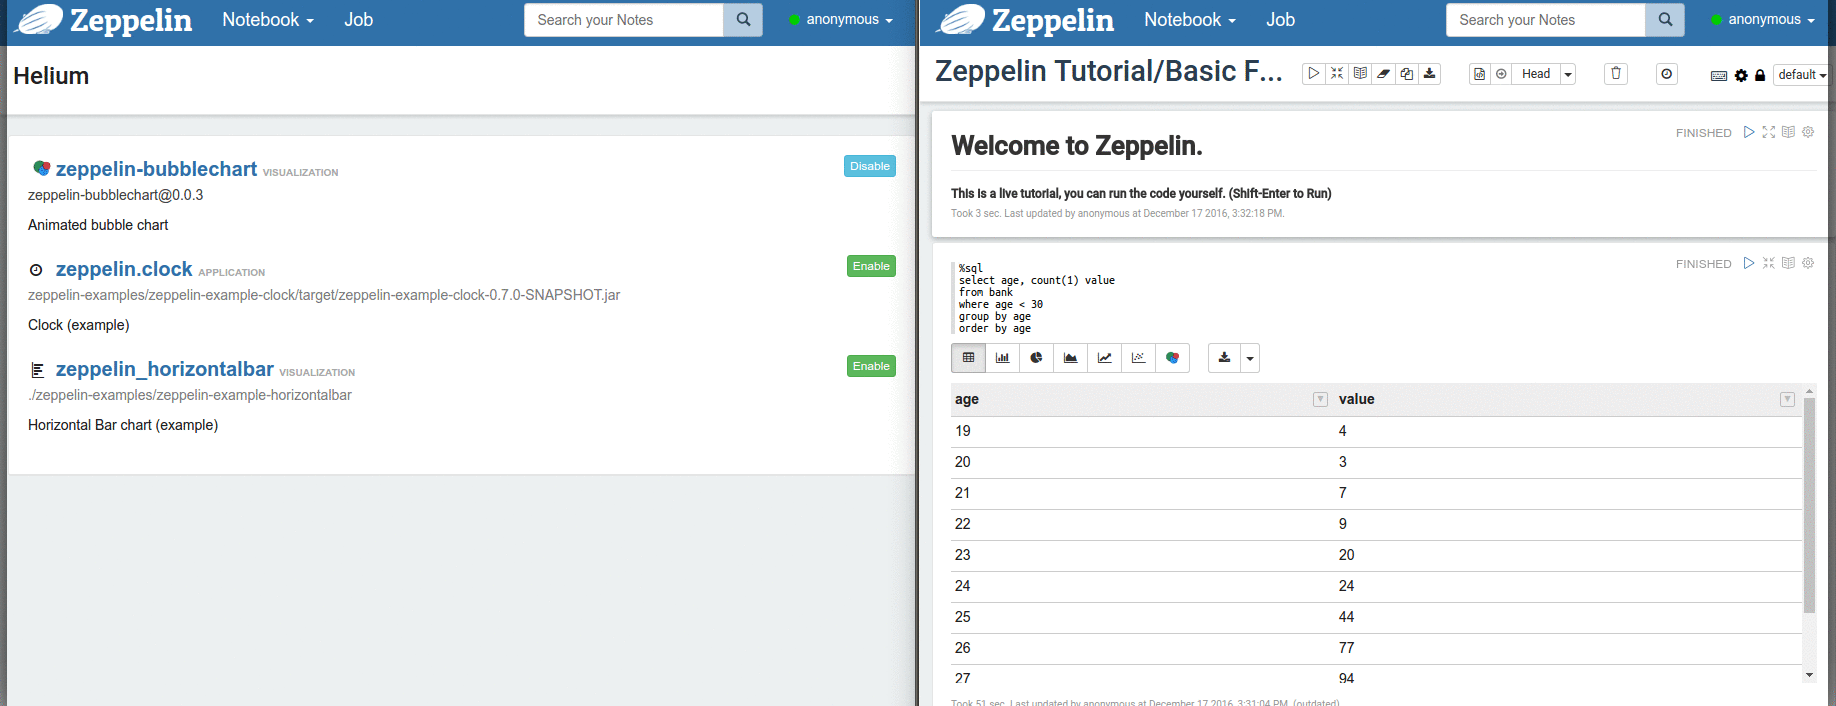 Zeppelin Notebook Job Search your Notes anonymous
Helium
zeppelin-bubblechart VISUALIZATION Disable
zeppelin-bubblechart@0.0.3
Animated bubble chart
zeppelin.clock APPLICATION Enable
zeppelin-examples/zeppelin-example-clock/target/zeppelin-example-clock-0.7.0-SNAPSHOT.jar
Clock (example)
zeppelin_horizontalbar VISUALIZATION Enable
./zeppelin-examples/zeppelin-example-horizontalbar
Horizontal Bar chart (example)
Zeppelin Notebook Job Search your Notes anonymous
Zeppelin Tutorial/Basic F... Head default
FINISHED
Welcome to Zeppelin.
This is a live tutorial, you can run the code yourself. (Shift-Enter to Run)
Took 3 sec. Last updated by anonymous at December 17 2016, 3:32:18 PM.
FINISHED
%sql
select age, count(1) value
from bank
where age < 30
group by age
order by age
age value
19 4
20 3
21 7
22 9
23 20
24 24
25 44
26 77
27 94
Took 51 sec. Last updated by anonymous at December 17 2016, 3:31:04 PM. (outdated)